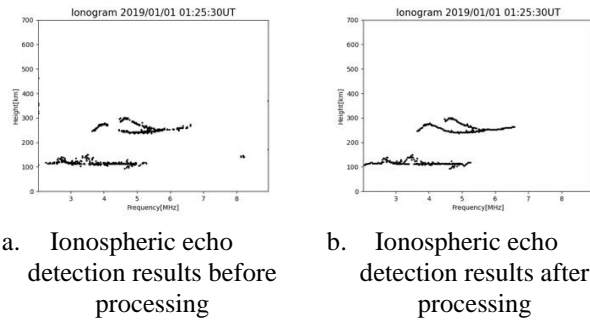 Ionogram 2019/01/01 01:25:30UT
700
600
500
400
300
200
100
0
Height[km]
3 4 5 6 7 8
Frequency[MHz]
Ionogram 2019/01/01 01:25:30UT
700
600
500
400
300
200
100
0
Height[km]
3 4 5 6 7 8
Frequency[MHz]
a. Ionospheric echo
detection results before
processing
b. Ionospheric echo
detection results after
processing